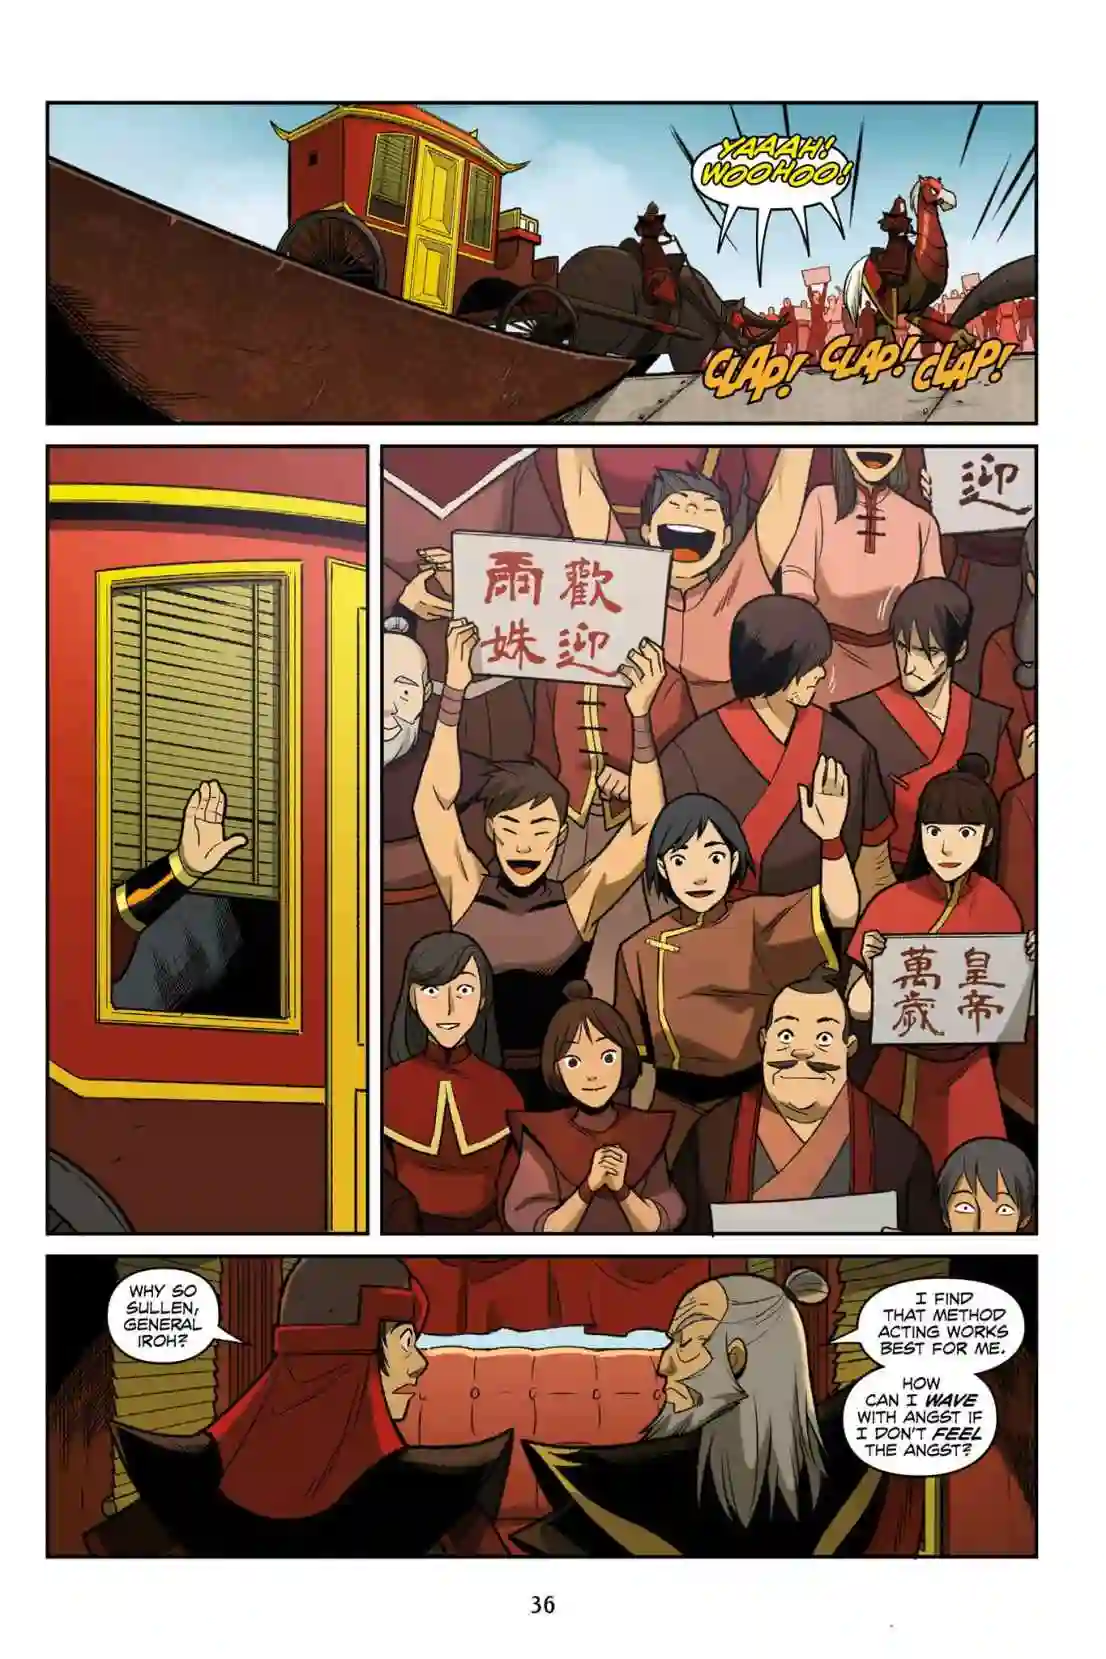 YAAAH!
WOOHOO!
CLAP! CLAP! CLAP!
迎
歡迎
爾姝
皇帝
萬歲
WHY SO
SULLEN,
GENERAL
IROH?
I FIND
THAT METHOD
ACTING WORKS
BEST FOR ME.
HOW
CAN I WAVE
WITH ANGST IF
I DON'T FEEL
THE ANGST?
36